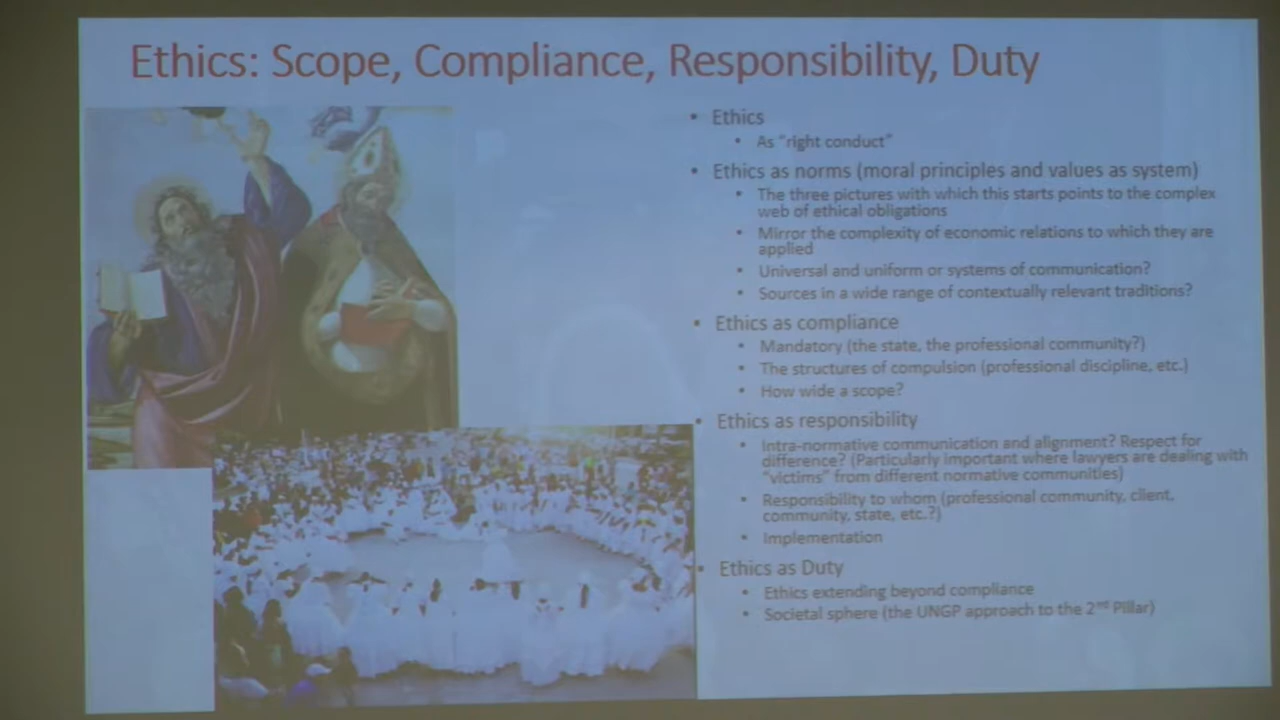 Ethics: Scope, Compliance, Responsibility, Duty
• Ethics
• As "right conduct"
• Ethics as norms (moral principles and values as system)
• The three pictures with which this starts points to the complex
web of ethical obligations
• Mirror the complexity of economic relations to which they are
applied
• Universal and uniform or systems of communication?
• Sources in a wide range of contextually relevant traditions?
• Ethics as compliance
• Mandatory (the state, the professional community?)
• The structures of compulsion (professional discipline, etc.)
• How wide a scope?
• Ethics as responsibility
• Intra-normative communication and alignment? Respect for
difference? (Particularly important where lawyers are dealing with
"victims" from different normative communities)
• Responsibility to whom (professional community, client,
community, state, etc.?)
• Implementation
• Ethics as Duty
• Ethics extending beyond compliance
• Societal sphere (the UNGP approach to the 2nd Pillar)